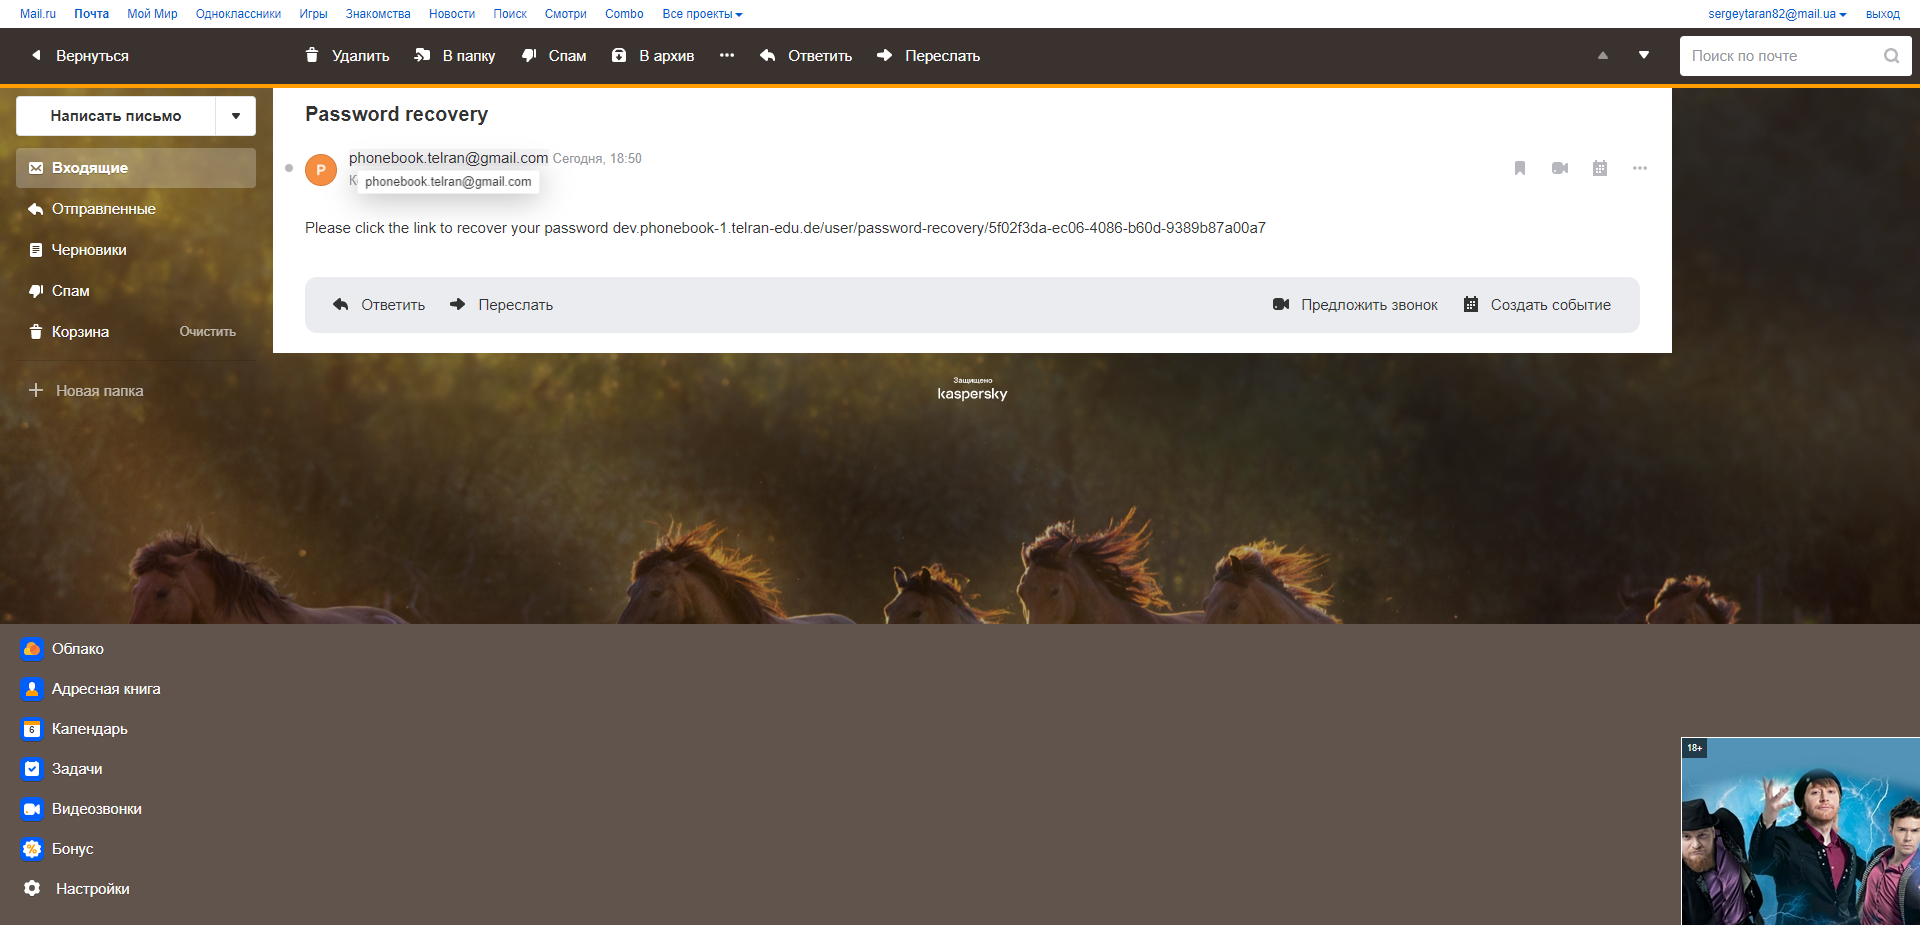 Mail.ru Почта Мой Мир Одноклассники Игры Знакомства Новости Поиск Смотри Combo Все проекты sergeytaran82@mail.ua выход
Вернуться Удалить В папку Спам В архив Ответить Переслать Поиск по почте
Написать письмо
Входящие
Отправленные
Черновики
Спам
Корзина Очистить
Новая папка
Password recovery
P
phonebook.telran@gmail.com Сегодня, 18:50
phonebook.telran@gmail.com
Please click the link to recover your password dev.phonebook-1.telran-edu.de/user/password-recovery/5f02f3da-ec06-4086-b60d-9389b87a00a7
Ответить Переслать Предложить звонок Создать событие
Защищено
kaspersky
Облако
Адресная книга
6
Календарь
Задачи
Видеозвонки
Бонус
Настройки
18+